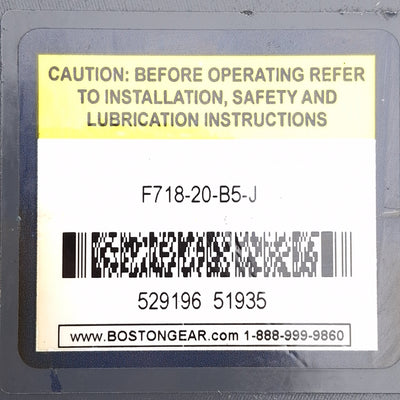 CAUTION: BEFORE OPERATING REFER
TO INSTALLATION, SAFETY AND
LUBRICATION INSTRUCTIONS
F718-20-B5-J
529196 51935
www.BOSTONGEAR.com 1-888-999-9860